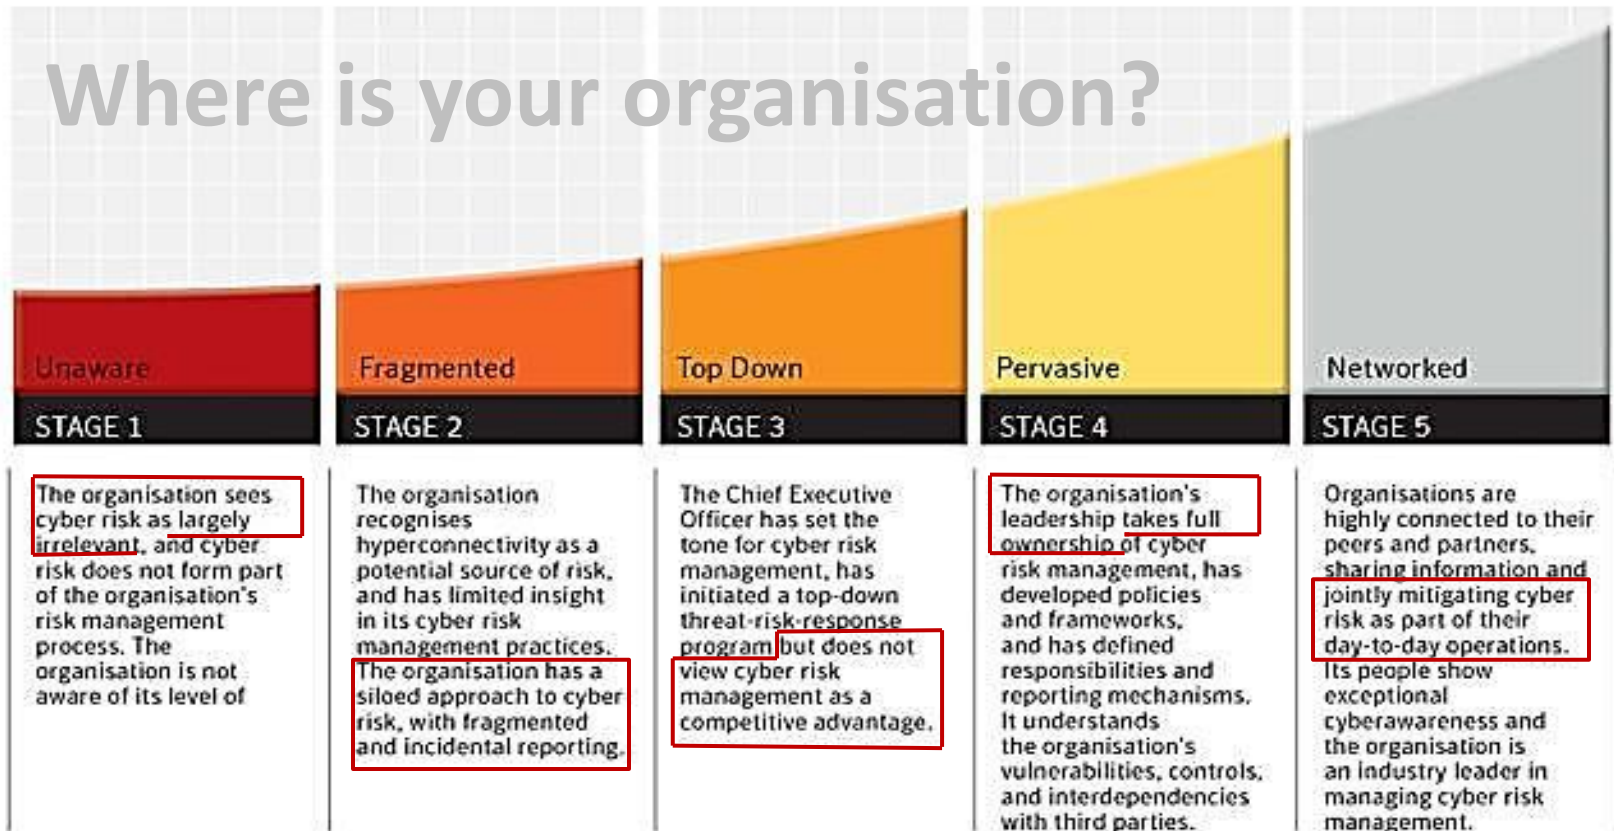 Where is your organisation?
Unaware
STAGE 1
The organisation sees
cyber risk as largely
irrelevant, and cyber
risk does not form part
of the organisation's
risk management
process. The
organisation is not
aware of its level of
Fragmented
STAGE 2
The organisation
recognises
hyperconnectivity as a
potential source of risk,
and has limited insight
in its cyber risk
management practices.
The organisation has a
siloed approach to cyber
risk, with fragmented
and incidental reporting.
Top Down
STAGE 3
The Chief Executive
Officer has set the
tone for cyber risk
management, has
initiated a top-down
threat-risk-response
program but does not
view cyber risk
management as a
competitive advantage.
Pervasive
STAGE 4
The organisation's
leadership takes full
ownership of cyber
risk management, has
developed policies
and frameworks,
and has defined
responsibilities and
reporting mechanisms.
It understands
the organisation's
vulnerabilities, controls,
and interdependencies
with third parties.
Networked
STAGE 5
Organisations are
highly connected to their
peers and partners,
sharing information and
jointly mitigating cyber
risk as part of their
day-to-day operations.
Its people show
exceptional
cyberawareness and
the organisation is
an industry leader in
managing cyber risk
management.